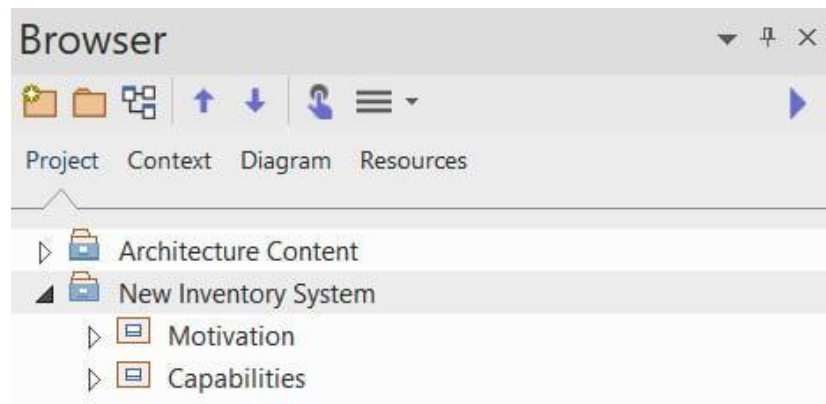 Browser
Project Context Diagram Resources
Architecture Content
New Inventory System
Motivation
Capabilities